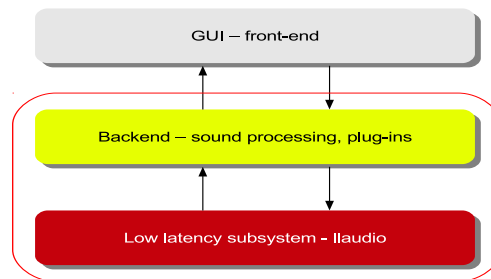 GUI – front-end
Backend – sound processing, plug-ins
Low latency subsystem - llaudio